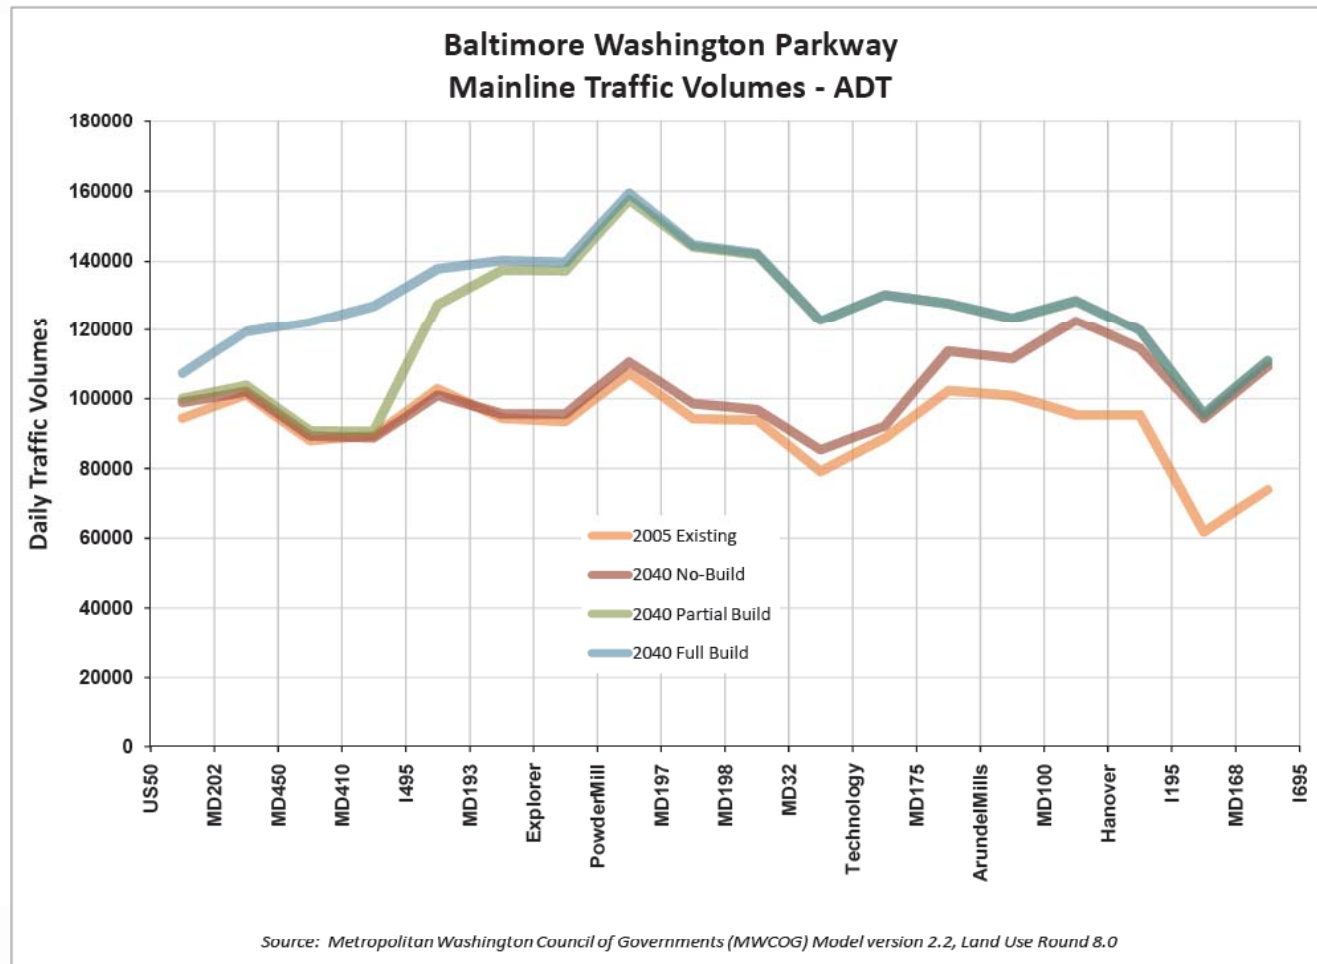 Baltimore Washington Parkway
Mainline Traffic Volumes - ADT
180000
160000
140000
120000
100000
80000
60000
40000
20000
0
Daily Traffic Volumes
2005 Existing
2040 No-Build
2040 Partial Build
2040 Full Build
US50
MD202
MD450
MD410
I495
MD193
Explorer
PowderMill
MD197
MD198
MD32
Technology
MD175
ArundelMills
MD100
Hanover
I195
MD168
I695
Source: Metropolitan Washington Council of Governments (MWCOG) Model version 2.2, Land Use Round 8.0